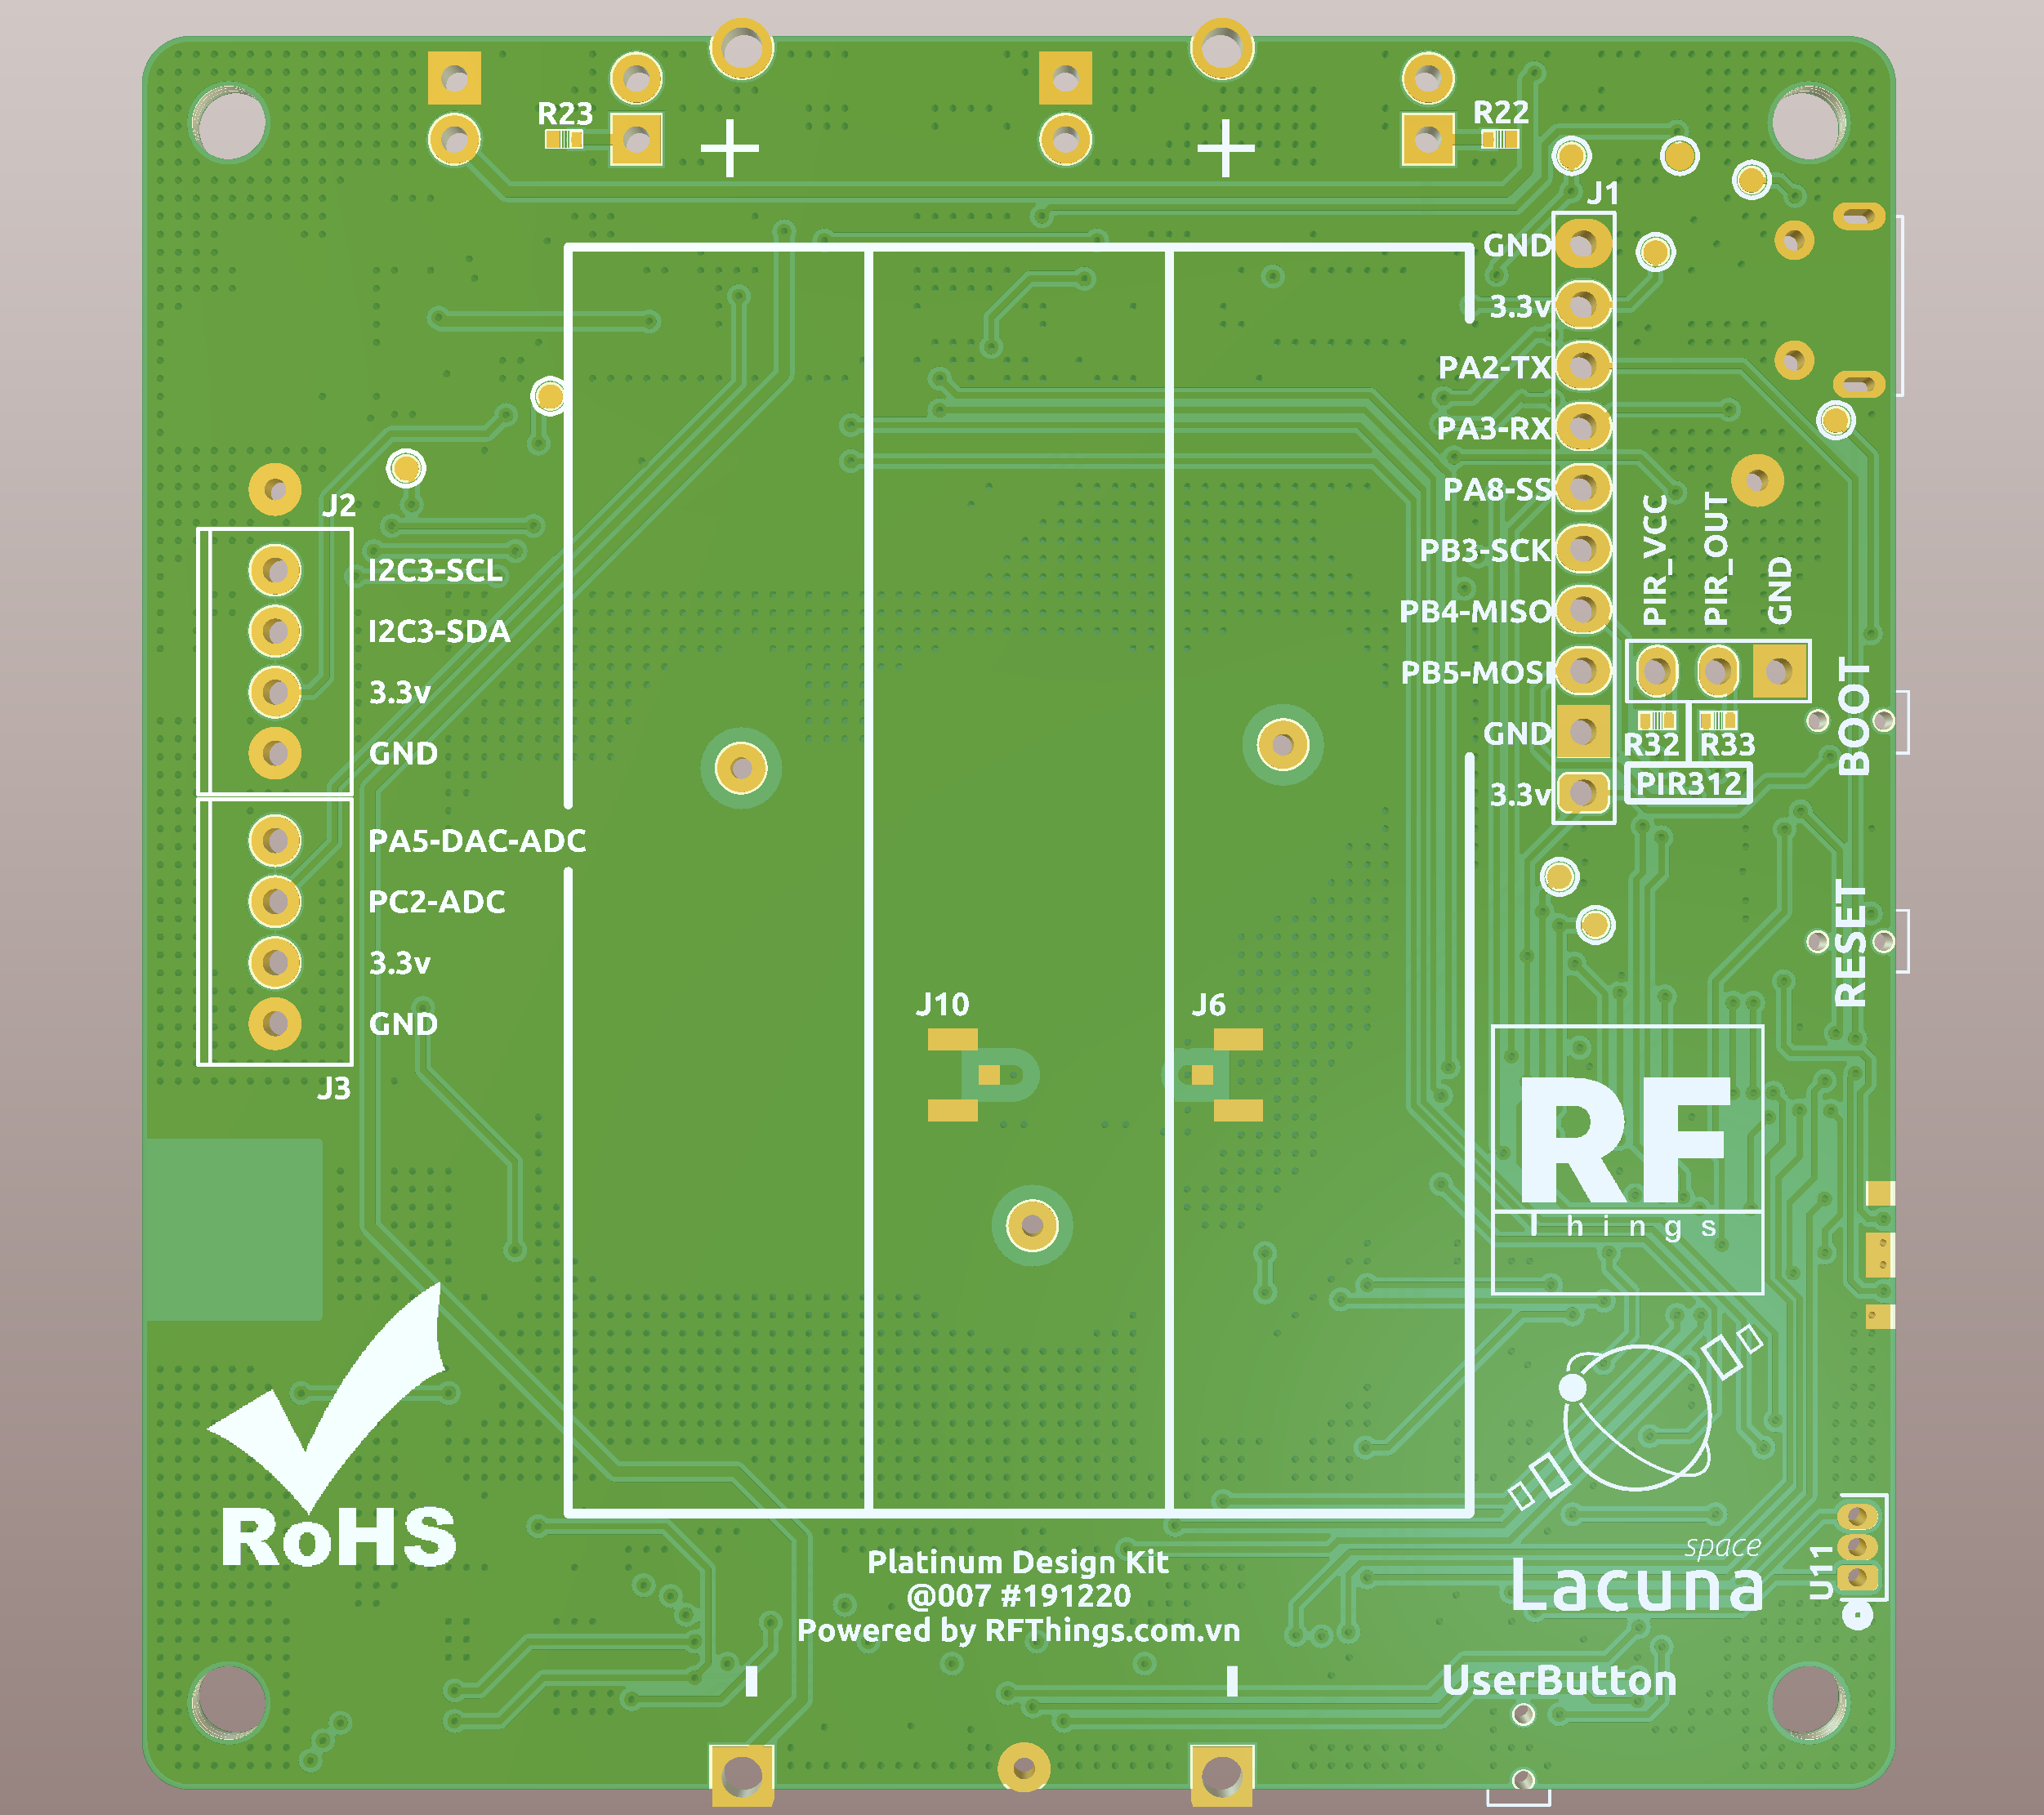 R23
R22
J1
GND
3.3v
PA2-TX
PA3-RX
PA8-SS
PB3-SCK
PB4-MISO
PB5-MOSI
GND
3.3v
J2
I2C3-SCL
I2C3-SDA
3.3v
GND
PA5-DAC-ADC
PC2-ADC
3.3v
GND
J3
PIR_VCC
PIR_OUT
GND
R32
R33
PIR312
BOOT
RESET
J10
J6
RF
Things
RoHS
space
Lacuna
U11
Platinum Design Kit
@007 #191220
Powered by RFThings.com.vn
UserButton